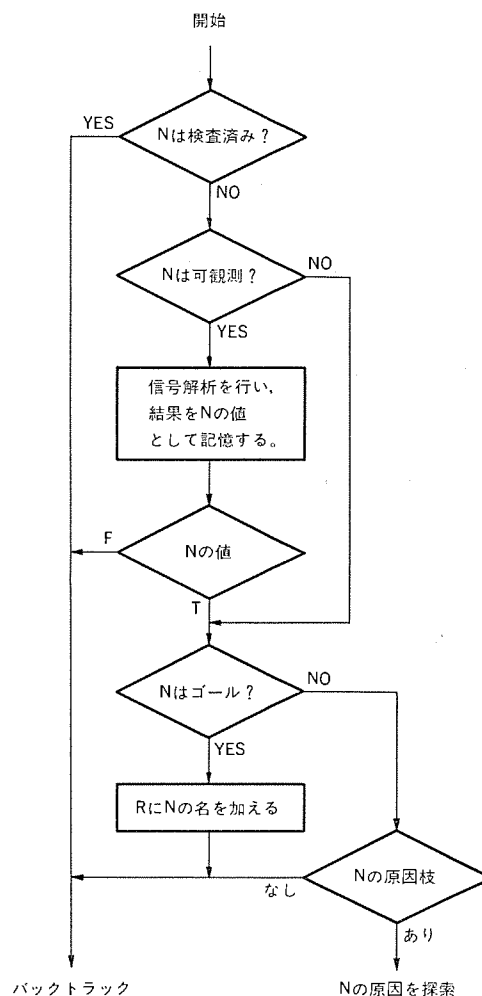 開始
YES
Nは検査済み?
NO
Nは可観測?
NO
YES
信号解析を行い,
結果をNの値
として記憶する。
F
Nの値
T
Nはゴール?
NO
YES
RにNの名を加える
Nの原因枝
なし
あり
バックトラック
Nの原因を探索